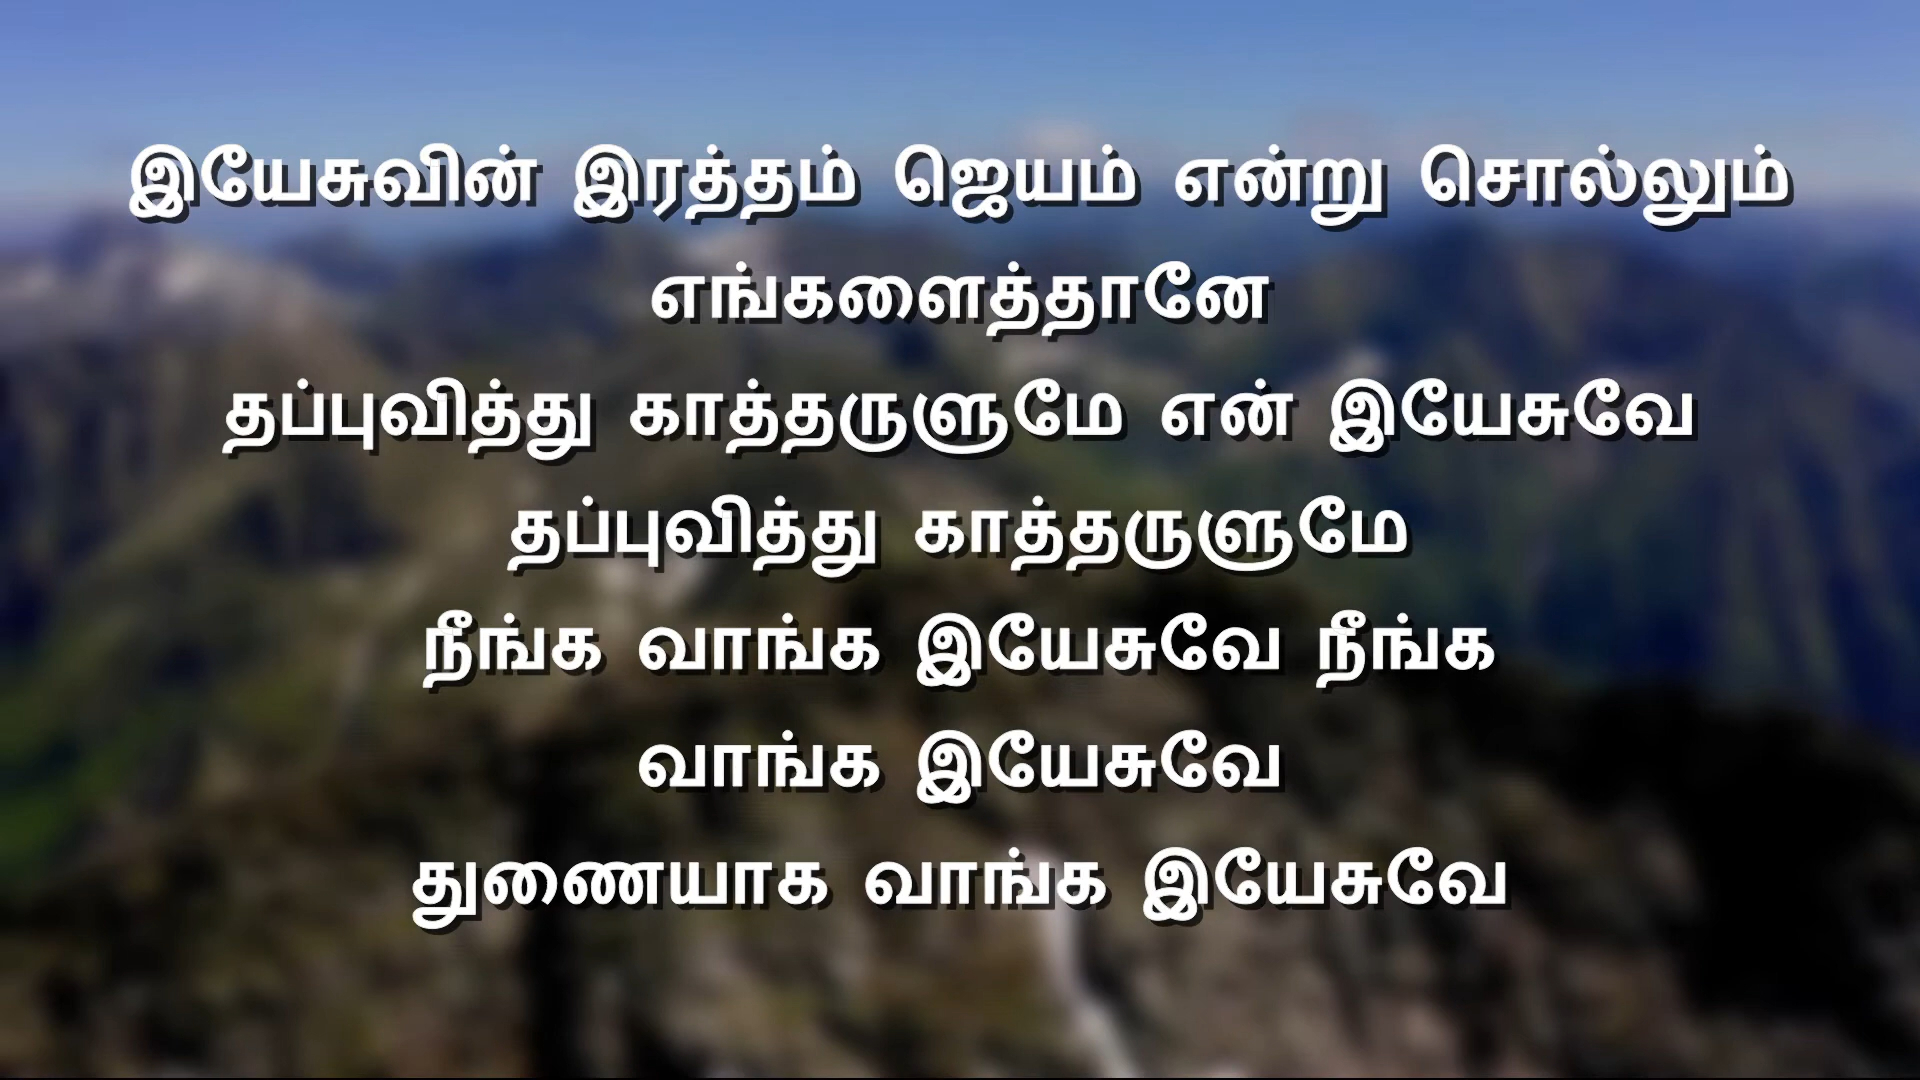 இயேசுவின் இரத்தம் ஜெயம் என்று சொல்லும்
எங்களைத்தானே
தப்புவித்து காத்தருளுமே என் இயேசுவே
தப்புவித்து காத்தருளுமே
நீங்க வாங்க இயேசுவே நீங்க
வாங்க இயேசுவே
துணையாக வாங்க இயேசுவே